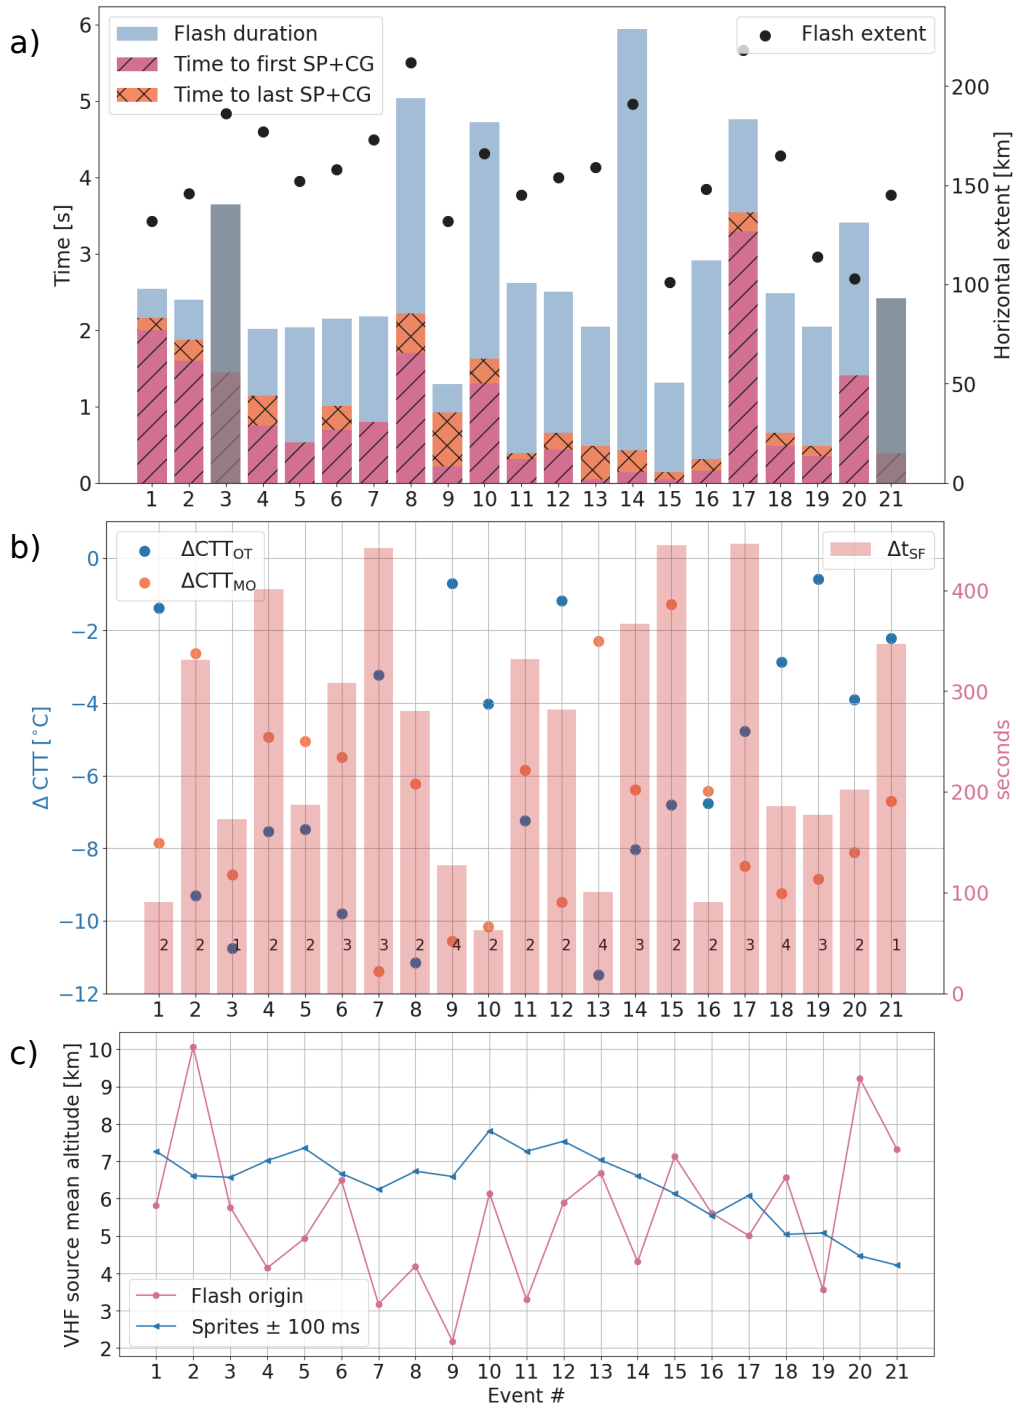 a)
Flash duration
Time to first SP+CG
Time to last SP+CG
Flash extent
Time [s]
6
5
4
3
2
1
0
Horizontal extent [km]
200
150
100
50
0
1 2 3 4 5 6 7 8 9 10 11 12 13 14 15 16 17 18 19 20 21
b)
ΔCTT_OT
ΔCTT_MO
Δt_SF
Δ CTT [°C]
0
−2
−4
−6
−8
−10
−12
seconds
400
300
200
100
0
2 2 1 2 2 3 3 2 4 2 2 2 4 3 2 2 3 4 3 2 1
1 2 3 4 5 6 7 8 9 10 11 12 13 14 15 16 17 18 19 20 21
c)
VHF source mean altitude [km]
10
9
8
7
6
5
4
3
2
Flash origin
Sprites ± 100 ms
1 2 3 4 5 6 7 8 9 10 11 12 13 14 15 16 17 18 19 20 21
Event #